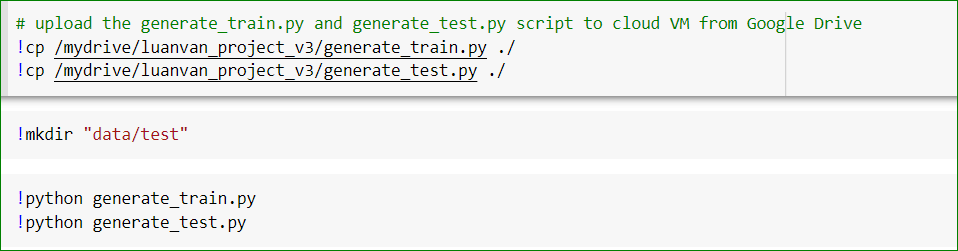 # upload the generate_train.py and generate_test.py script to cloud VM from Google Drive
!cp /mydrive/luanvan_project_v3/generate_train.py ./
!cp /mydrive/luanvan_project_v3/generate_test.py ./
!mkdir "data/test"
!python generate_train.py
!python generate_test.py